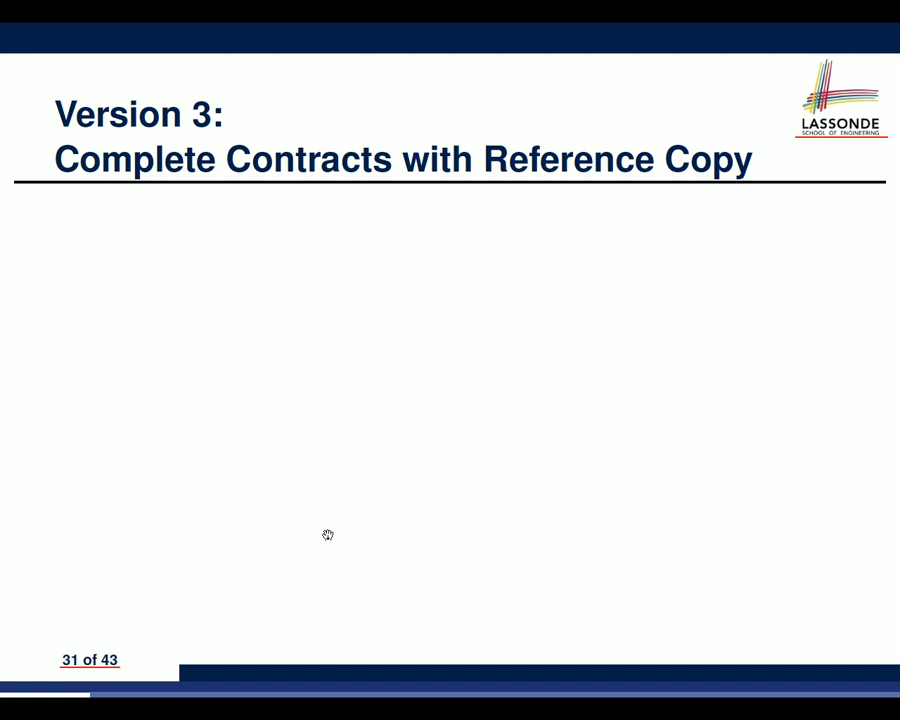 Version 3:
Complete Contracts with Reference Copy
LASSONDE
SCHOOL OF ENGINEERING
31 of 43